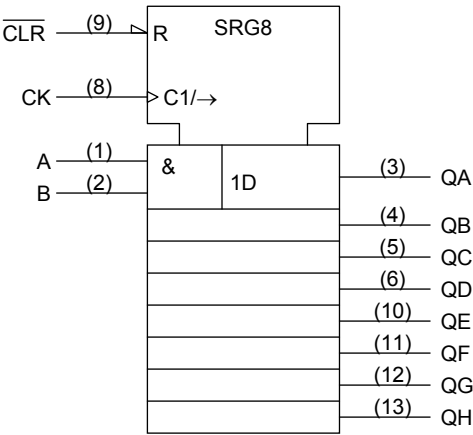 CLR (9) R SRG8
CK (8) C1/→
A (1) & 1D (3) QA
B (2)
(4) QB
(5) QC
(6) QD
(10) QE
(11) QF
(12) QG
(13) QH